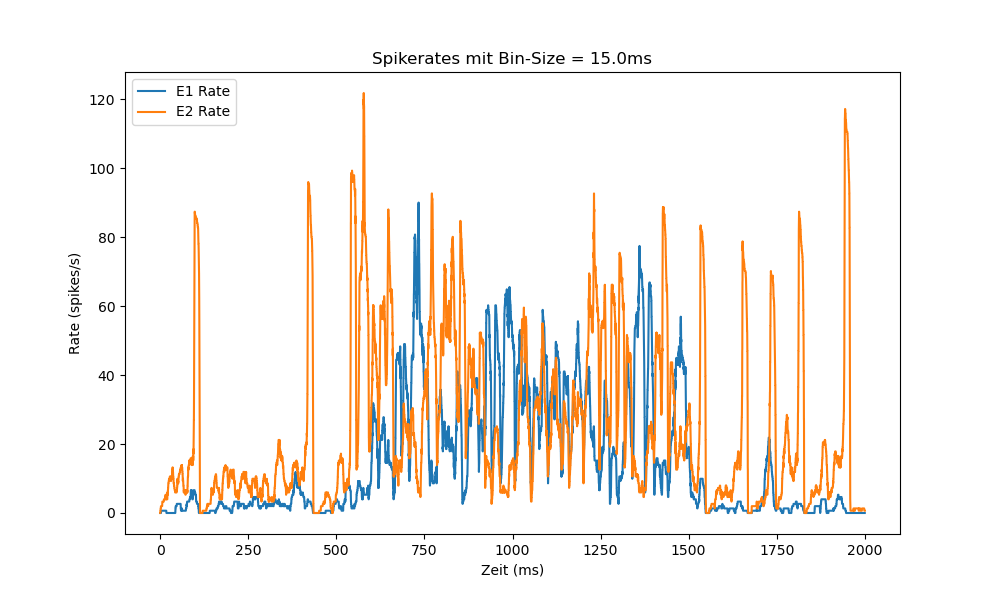 Spikerates mit Bin-Size = 15.0ms
E1 Rate
E2 Rate
Rate (spikes/s)
120
100
80
60
40
20
0
0 250 500 750 1000 1250 1500 1750 2000
Zeit (ms)